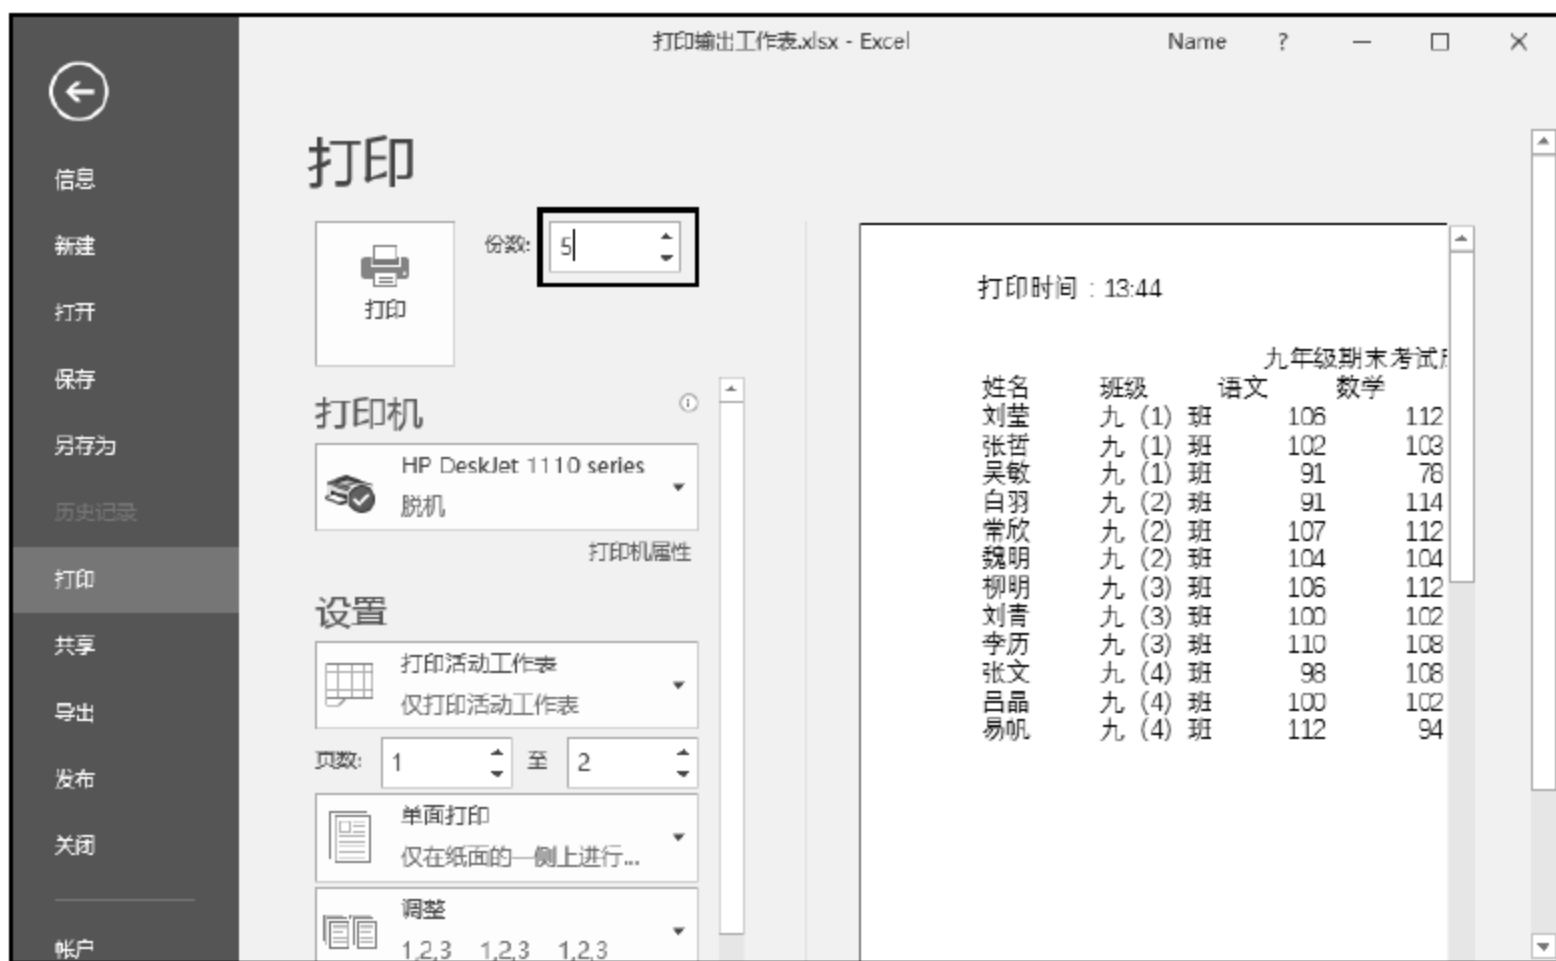 打印输出工作表.xlsx - Excel
Name ?
信息
新建
打开
保存
另存为
历史记录
打印
共享
导出
发布
关闭
帐户
打印
打印
份数: 5
打印机
HP DeskJet 1110 series
脱机
打印机属性
设置
打印活动工作表
仅打印活动工作表
页数: 1 至 2
单面打印
仅在纸面的一侧上进行...
调整
1,2,3 1,2,3 1,2,3
打印时间：13:44
九年级期末考试
姓名 班级 语文 数学
刘莹 九（1）班 106 112
张哲 九（1）班 102 103
吴敏 九（1）班 91 78
白羽 九（2）班 91 114
常欣 九（2）班 107 112
魏明 九（2）班 104 104
柳明 九（3）班 106 112
刘青 九（3）班 100 102
李历 九（3）班 110 108
张文 九（4）班 98 108
吕晶 九（4）班 100 102
易帆 九（4）班 112 94